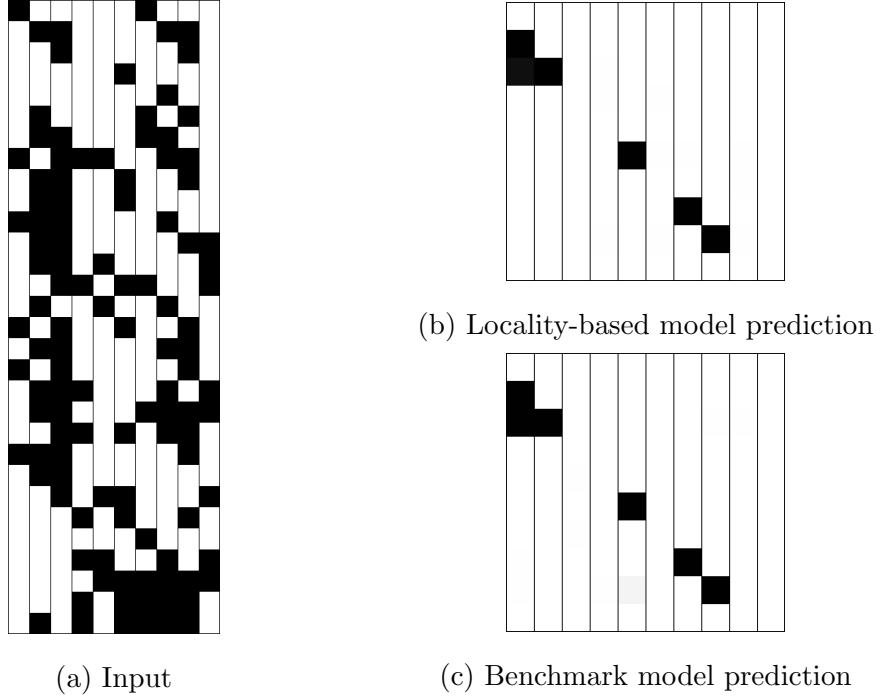 (b) Locality-based model prediction
(a) Input
(c) Benchmark model prediction